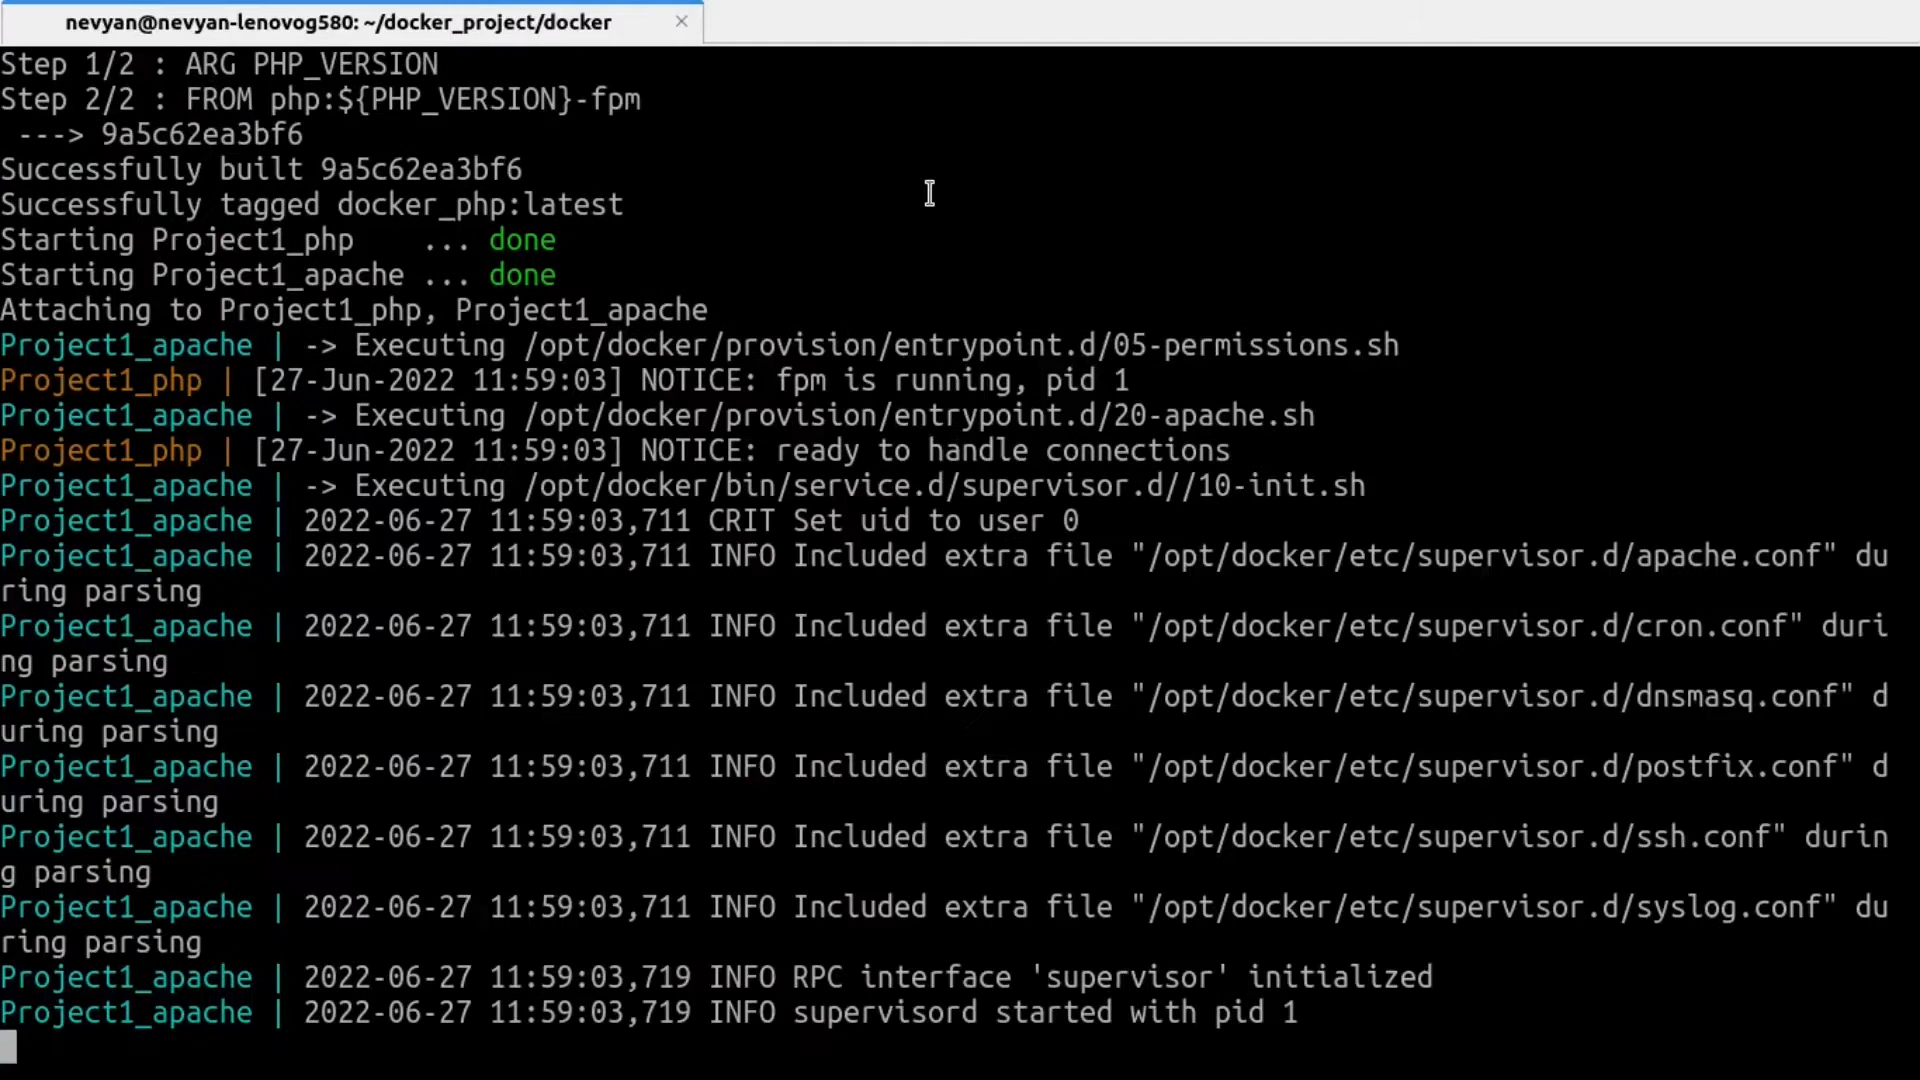 nevyan@nevyan-lenovog580: ~/docker_project/docker ×
Step 1/2 : ARG PHP_VERSION
Step 2/2 : FROM php:${PHP_VERSION}-fpm
 ---> 9a5c62ea3bf6
Successfully built 9a5c62ea3bf6
Successfully tagged docker_php:latest
Starting Project1_php    ... done
Starting Project1_apache ... done
Attaching to Project1_php, Project1_apache
Project1_apache | -> Executing /opt/docker/provision/entrypoint.d/05-permissions.sh
Project1_php | [27-Jun-2022 11:59:03] NOTICE: fpm is running, pid 1
Project1_apache | -> Executing /opt/docker/provision/entrypoint.d/20-apache.sh
Project1_php | [27-Jun-2022 11:59:03] NOTICE: ready to handle connections
Project1_apache | -> Executing /opt/docker/bin/service.d/supervisor.d//10-init.sh
Project1_apache | 2022-06-27 11:59:03,711 CRIT Set uid to user 0
Project1_apache | 2022-06-27 11:59:03,711 INFO Included extra file "/opt/docker/etc/supervisor.d/apache.conf" du
ring parsing
Project1_apache | 2022-06-27 11:59:03,711 INFO Included extra file "/opt/docker/etc/supervisor.d/cron.conf" duri
ng parsing
Project1_apache | 2022-06-27 11:59:03,711 INFO Included extra file "/opt/docker/etc/supervisor.d/dnsmasq.conf" d
uring parsing
Project1_apache | 2022-06-27 11:59:03,711 INFO Included extra file "/opt/docker/etc/supervisor.d/postfix.conf" d
uring parsing
Project1_apache | 2022-06-27 11:59:03,711 INFO Included extra file "/opt/docker/etc/supervisor.d/ssh.conf" durin
g parsing
Project1_apache | 2022-06-27 11:59:03,711 INFO Included extra file "/opt/docker/etc/supervisor.d/syslog.conf" du
ring parsing
Project1_apache | 2022-06-27 11:59:03,719 INFO RPC interface 'supervisor' initialized
Project1_apache | 2022-06-27 11:59:03,719 INFO supervisord started with pid 1